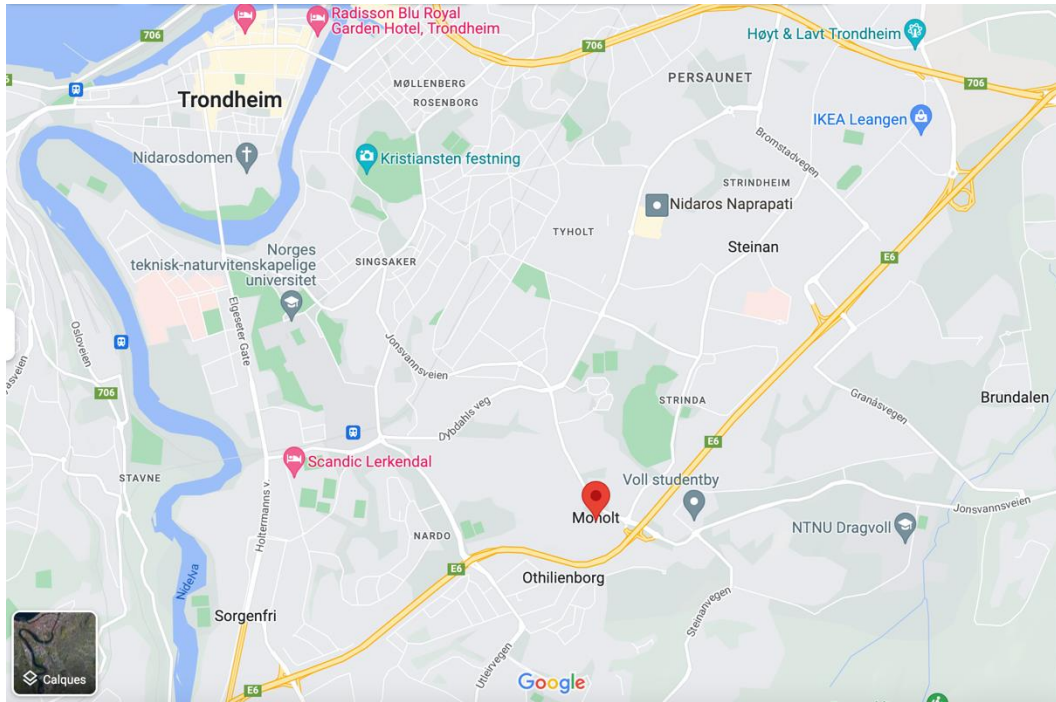 Radisson Blu Royal
Garden Hotel, Trondheim
706
706
Høyt & Lavt Trondheim
PERSAUNET
706
MØLLENBERG
ROSENBORG
Trondheim
IKEA Leangen
Bromstadvegen
Nidarosdomen
Kristiansten festning
STRINDHEIM
Nidaros Naprapati
TYHOLT
Steinan
Norges
teknisk-naturvitenskapelige
universitet
SINGSAKER
E6
Elgeseter Gate
Osloveien
Jonsvannsveien
706
STRINDA
Granåsvegen
Brundalen
Dybdahls veg
E6
Scandic Lerkendal
STAVNE
Voll studentby
Holtermanns v.
Moholt
Jonsvannsveien
NTNU Dragvoll
NARDO
E6
Othilienborg
Nidelva
Sorgenfri
Steinanvegen
Utleirvegen
Calques
Google
E6